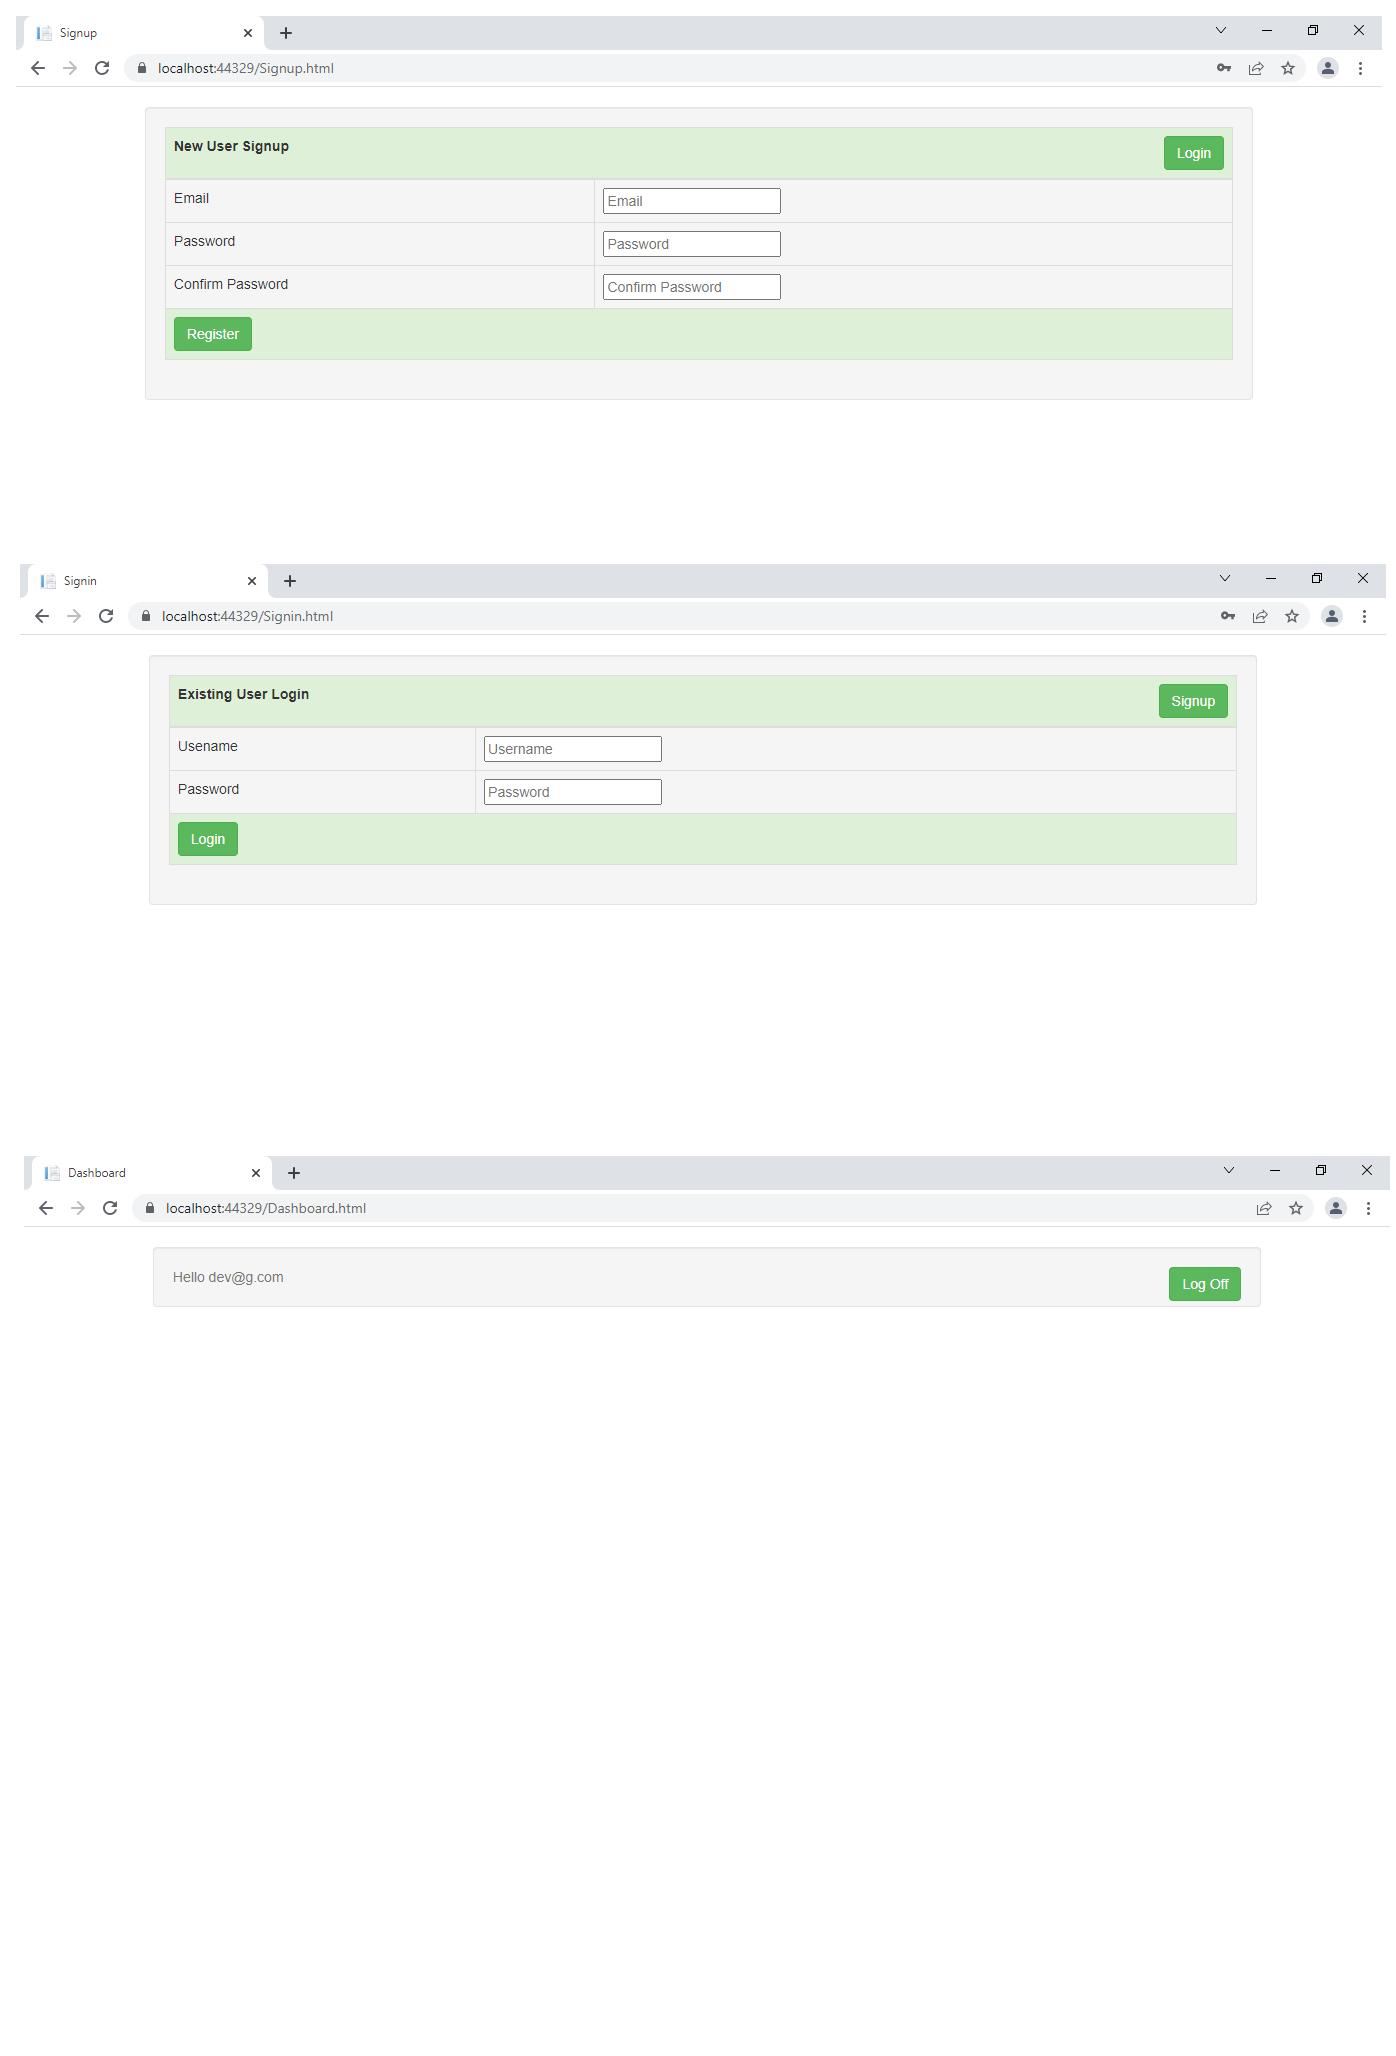 Signup
localhost:44329/Signup.html
New User Signup Login
Email Email
Password Password
Confirm Password Confirm Password
Register
Signin
localhost:44329/Signin.html
Existing User Login Signup
Usename Username
Password Password
Login
Dashboard
localhost:44329/Dashboard.html
Hello dev@g.com Log Off